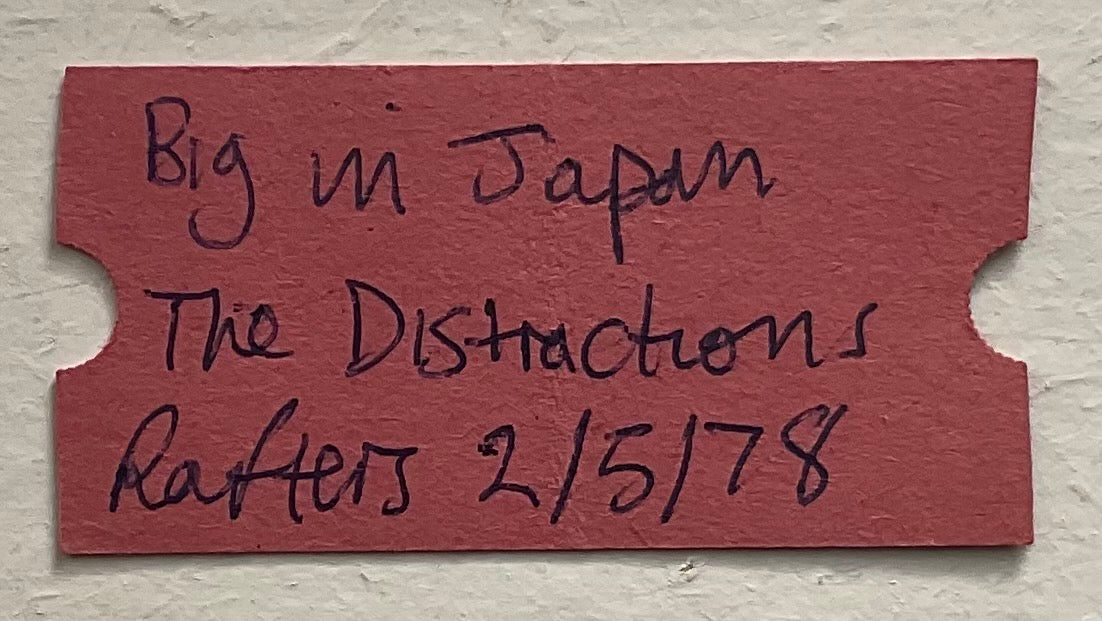 Big in Japan
The Distractions
Rafters 2/5/78